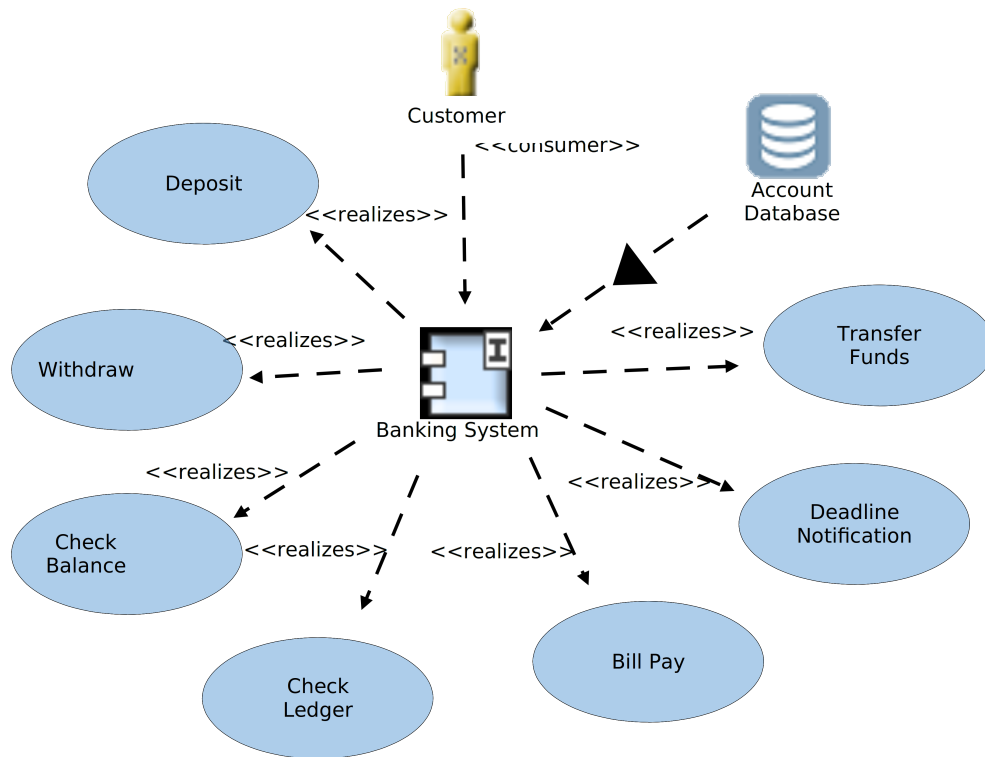 Customer
<<consumer>>
Deposit
Account
Database
<<realizes>>
<<realizes>>
<<realizes>>
Transfer
Funds
Withdraw
Banking System
<<realizes>>
<<realizes>>
Deadline
Notification
Check
Balance
<<realizes>>
<<realizes>>
Bill Pay
Check
Ledger